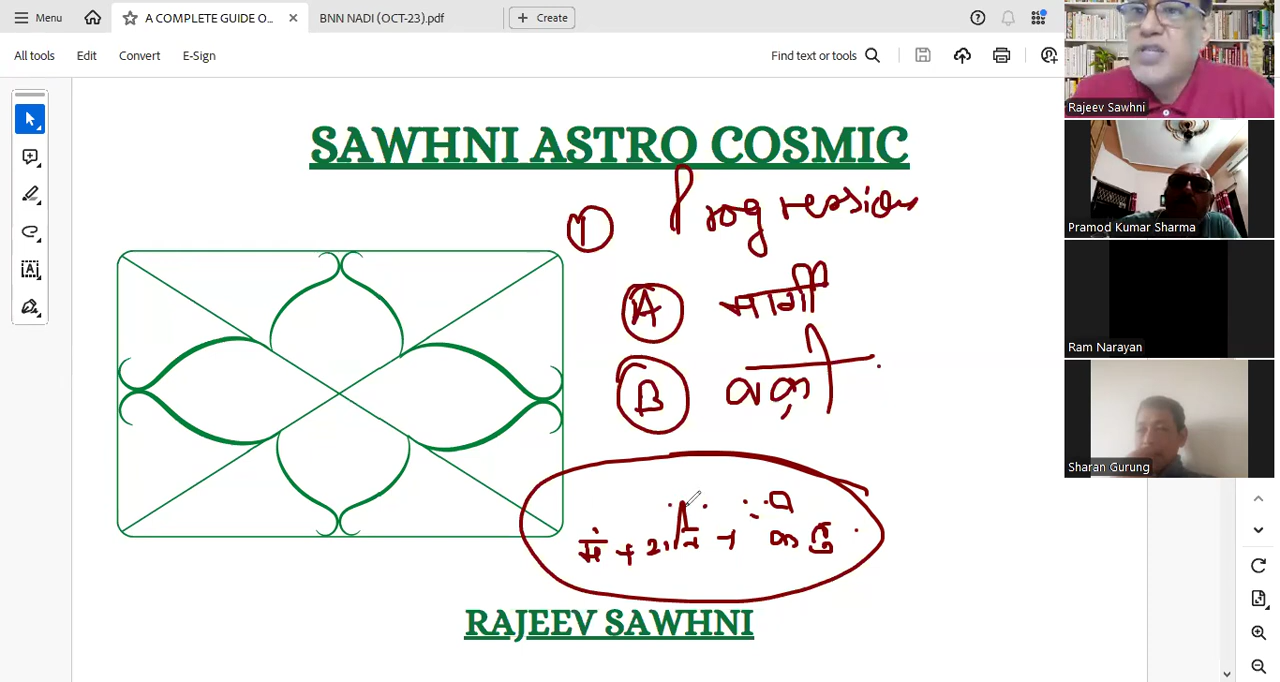 Menu
A COMPLETE GUIDE O...
BNN NADI (OCT-23).pdf
Create
All tools
Edit
Convert
E-Sign
Find text or tools
SAWHNI ASTRO COSMIC
1 Progression
A मार्गी
B वक्री
RAJEEV SAWHNI
Rajeev Sawhni
Pramod Kumar Sharma
Ram Narayan
Sharan Gurung